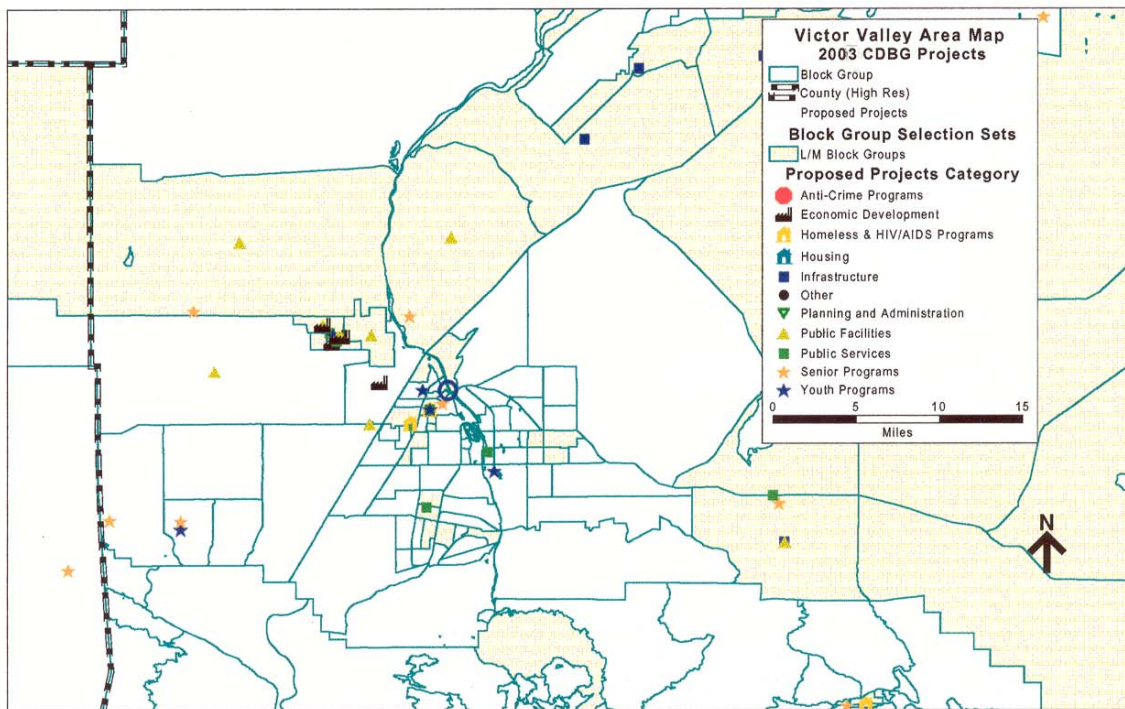 Victor Valley Area Map
2003 CDBG Projects
Block Group
County (High Res)
Proposed Projects
Block Group Selection Sets
L/M Block Groups
Proposed Projects Category
Anti-Crime Programs
Economic Development
Homeless & HIV/AIDS Programs
Housing
Infrastructure
Other
Planning and Administration
Public Facilities
Public Services
Senior Programs
Youth Programs
0 5 10 15
Miles
N